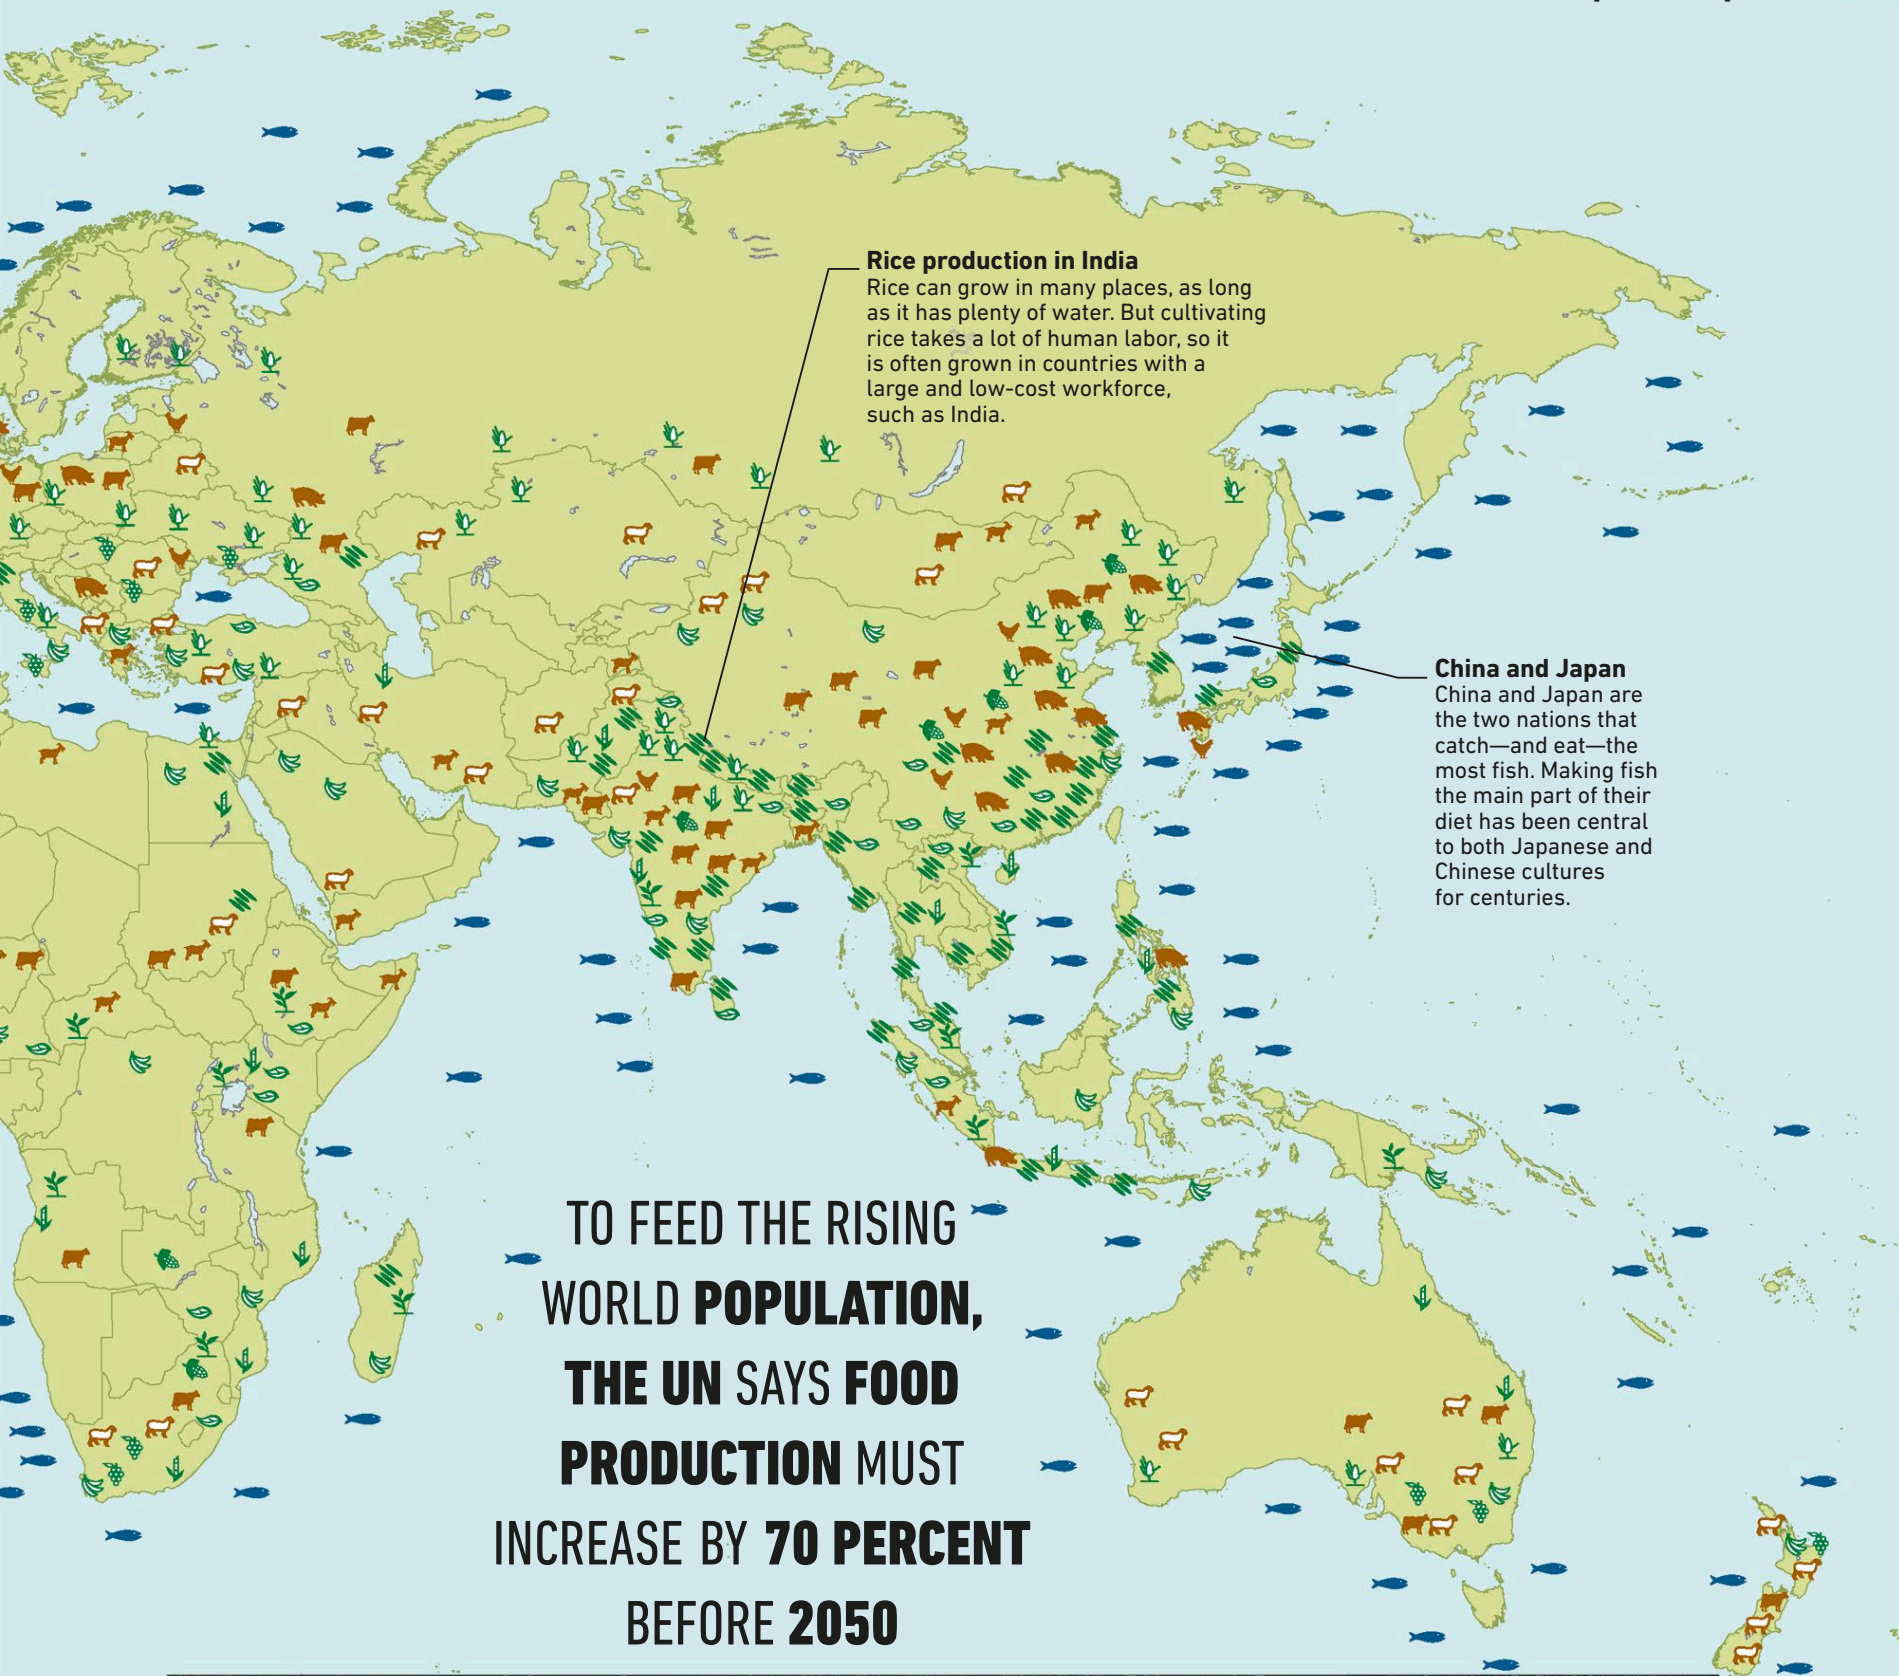 Rice production in India
Rice can grow in many places, as long
as it has plenty of water. But cultivating
rice takes a lot of human labor, so it
is often grown in countries with a
large and low-cost workforce,
such as India.
China and Japan
China and Japan are
the two nations that
catch—and eat—the
most fish. Making fish
the main part of their
diet has been central
to both Japanese and
Chinese cultures
for centuries.
TO FEED THE RISING
WORLD POPULATION,
THE UN SAYS FOOD
PRODUCTION MUST
INCREASE BY 70 PERCENT
BEFORE 2050